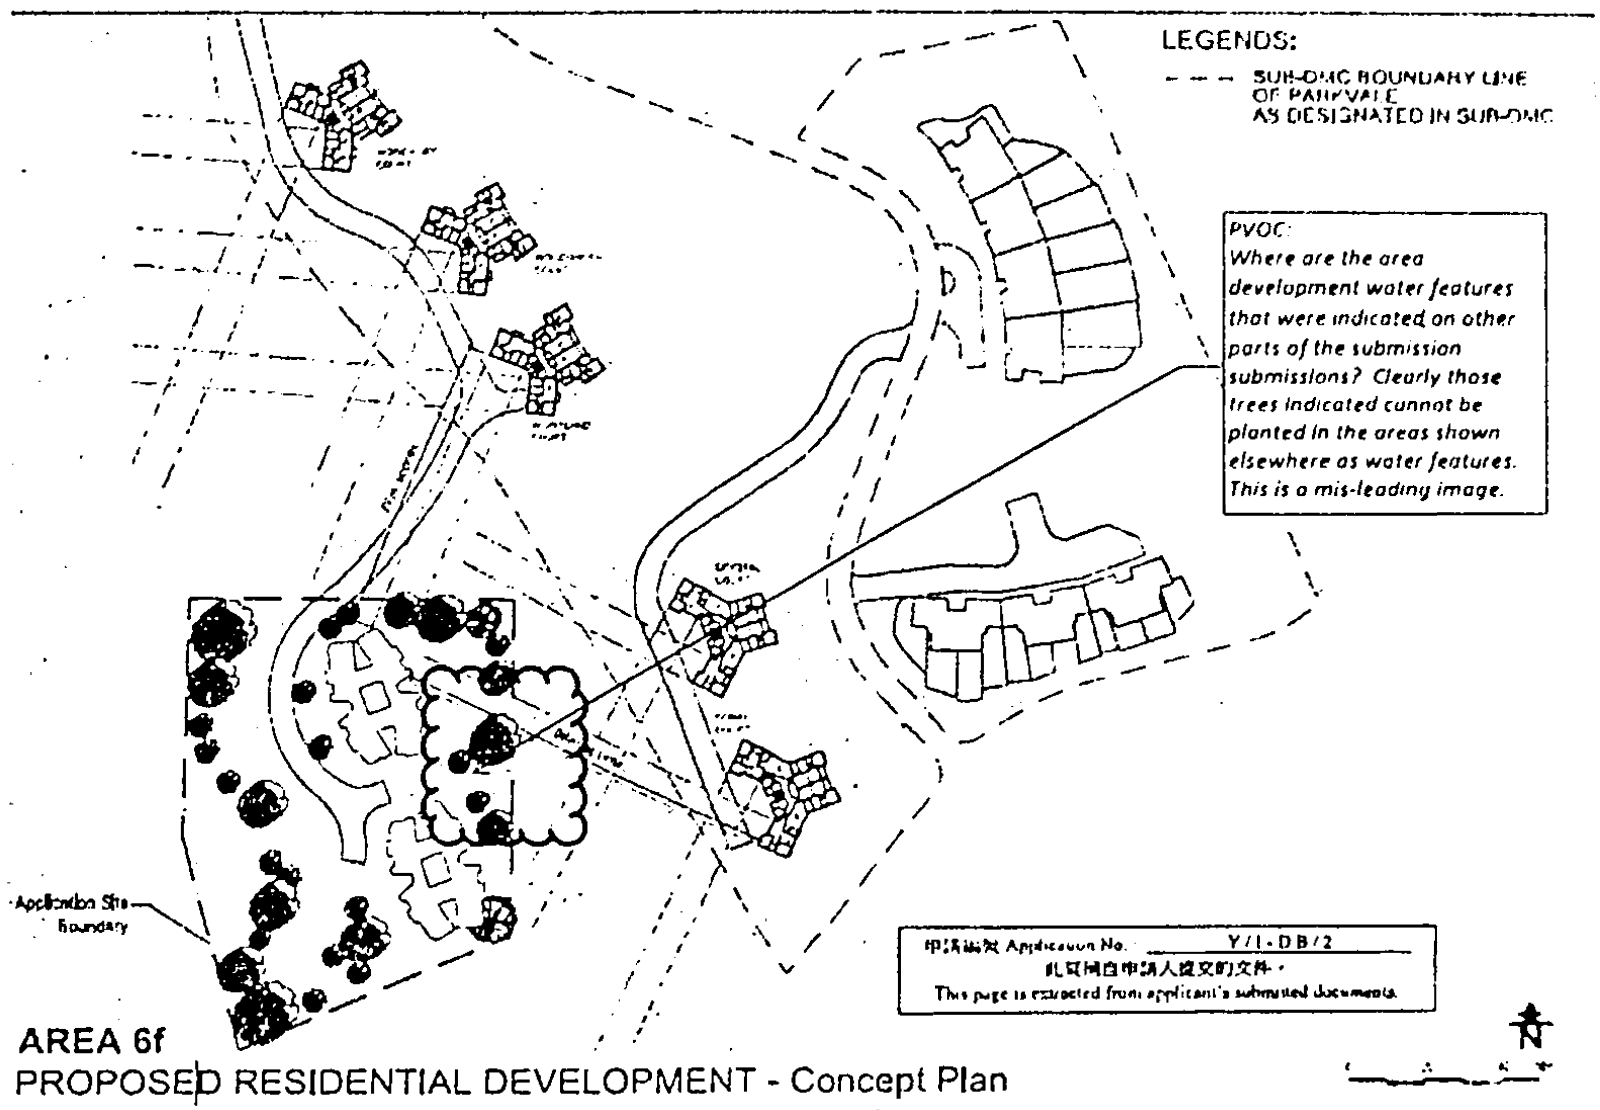 LEGENDS:
SUB-DMC BOUNDARY LINE
OF PARKVALE
AS DESIGNATED IN SUB-DMC
PVOC:
Where are the area
development water features
that were indicated on other
parts of the submission
submissions? Clearly those
trees indicated cannot be
planted in the areas shown
elsewhere as water features.
This is a mis-leading image.
Application Site
Boundary
申請編號 Application No. Y/I-DB/2
此頁摘自申請人提交的文件。
This page is extracted from applicant's submitted documents.
N
AREA 6f
PROPOSED RESIDENTIAL DEVELOPMENT - Concept Plan